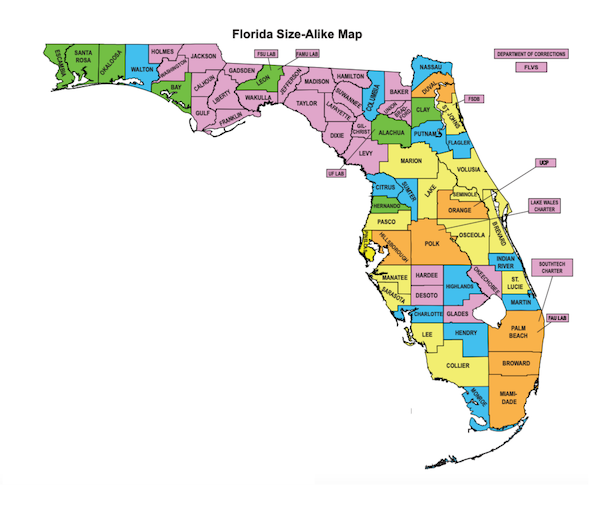 Florida Size-Alike Map
FSU LAB
FAMU LAB
DEPARTMENT OF CORRECTIONS
FLVS
ESCAMBIA
SANTA
ROSA
OKALOOSA
WALTON
HOLMES
WASHINGTON
JACKSON
BAY
CALHOUN
GULF
LIBERTY
GADSDEN
FRANKLIN
LEON
WAKULLA
JEFFERSON
MADISON
TAYLOR
HAMILTON
SUWANNEE
LAFAYETTE
DIXIE
COLUMBIA
GIL-
CHRIST
LEVY
BAKER
UNION
BRAD-
FORD
ALACHUA
NASSAU
DUVAL
CLAY
ST. JOHNS
FSDB
PUTNAM
FLAGLER
UF LAB
MARION
VOLUSIA
UCP
CITRUS
SUMTER
LAKE
SEMINOLE
HERNANDO
ORANGE
LAKE WALES
CHARTER
PASCO
HILLSBOROUGH
POLK
OSCEOLA
BREVARD
INDIAN
RIVER
SOUTHTECH
CHARTER
MANATEE
HARDEE
HIGHLANDS
OKEECHOBEE
ST.
LUCIE
SARASOTA
DESOTO
MARTIN
CHARLOTTE
GLADES
FAU LAB
LEE
HENDRY
PALM
BEACH
COLLIER
BROWARD
MONROE
MIAMI-
DADE